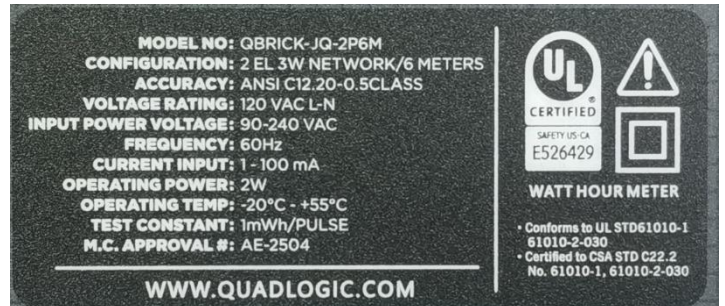 MODEL NO: QBRICK-JQ-2P6M
CONFIGURATION: 2 EL 3W NETWORK/6 METERS
ACCURACY: ANSI C12.20-0.5CLASS
VOLTAGE RATING: 120 VAC L-N
INPUT POWER VOLTAGE: 90-240 VAC
FREQUENCY: 60Hz
CURRENT INPUT: 1 - 100 mA
OPERATING POWER: 2W
OPERATING TEMP: -20°C - +55°C
TEST CONSTANT: 1mWh/PULSE
M.C. APPROVAL #: AE-2504
WWW.QUADLOGIC.COM
UL
®
CERTIFIED
SAFETY US-CA
E526429
!
WATT HOUR METER
• Conforms to UL STD61010-1
61010-2-030
• Certified to CSA STD C22.2
No. 61010-1, 61010-2-030